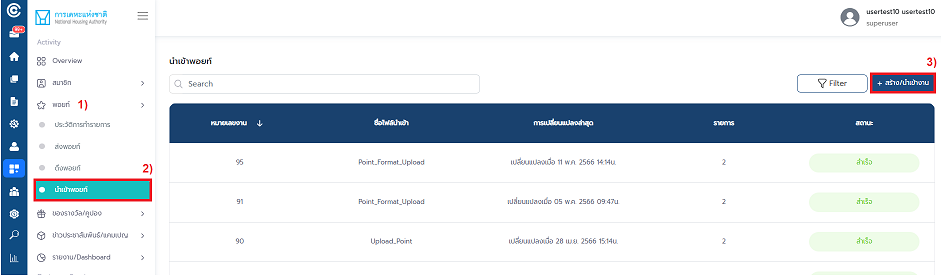 99+
การเคหะแห่งชาติ
National Housing Authority
usertest10 usertest10
superuser
Activity
Overview
สมาชิก
พอยท์ 1)
ประวัติการทำรายการ
ส่งพอยท์
ดึงพอยท์
2)
นำเข้าพอยท์
ของรางวัล/คูปอง
ข่าวประชาสัมพันธ์/แคมเปญ
รายงาน/Dashboard
นำเข้าพอยท์
3)
Search
Filter
+ สร้าง/นำเข้างาน
หมายเลขงาน ↓ ชื่อไฟล์นำเข้า การเปลี่ยนแปลงล่าสุด รายการ สถานะ
95 Point_Format_Upload เปลี่ยนแปลงเมื่อ 11 พ.ค. 2566 14:14น. 2 สำเร็จ
91 Point_Format_Upload เปลี่ยนแปลงเมื่อ 05 พ.ค. 2566 09:47น. 2 สำเร็จ
90 Upload_Point เปลี่ยนแปลงเมื่อ 28 เม.ย. 2566 15:14น. 2 สำเร็จ